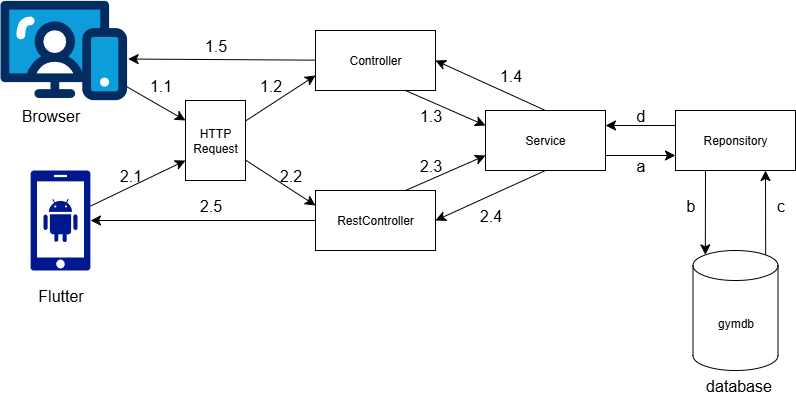 1.5
Controller
1.4
1.1
1.2
Browser
HTTP
Request
1.3
Service
d
Reponsitory
a
2.1
2.2
2.3
2.5
RestController
2.4
b
c
Flutter
gymdb
database